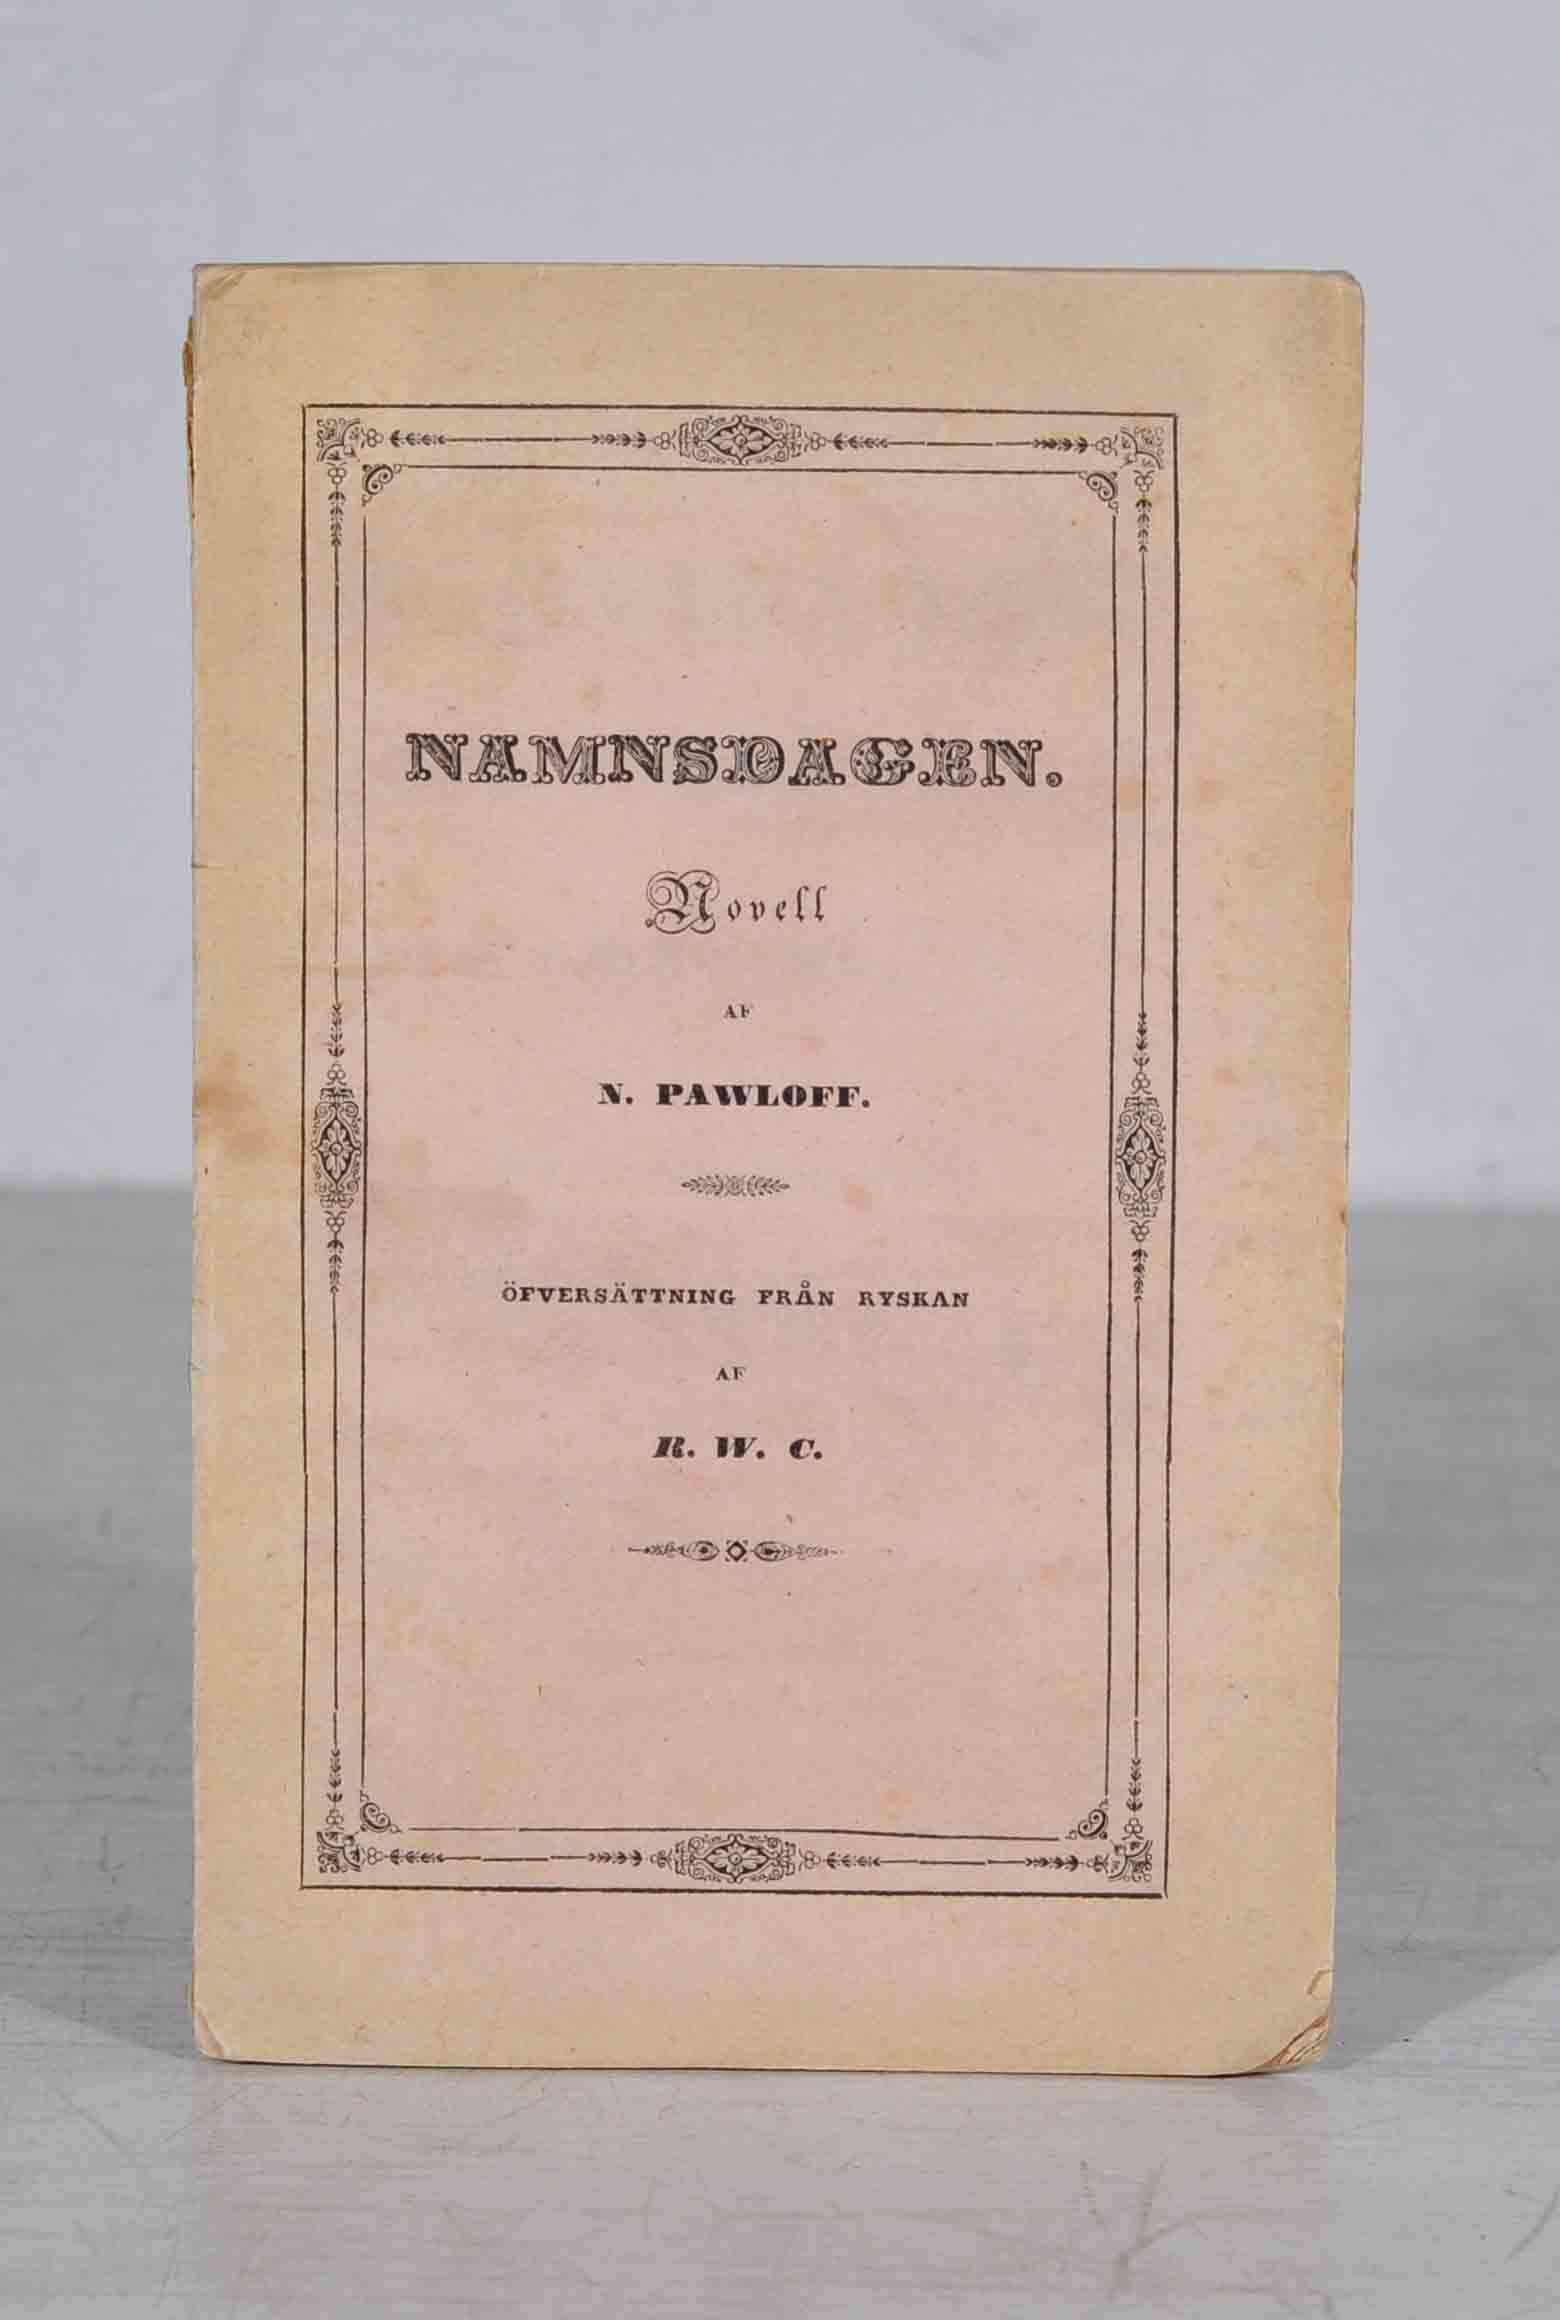 NAMNSDAGEN.
Novell
AF
N. PAWLOFF.
ÖFVERSÄTTNING FRÅN RYSKAN
AF
R. W. C.